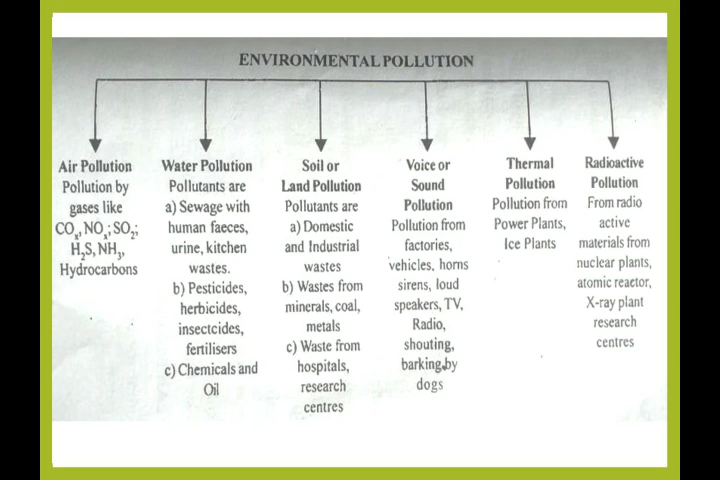 ENVIRONMENTAL POLLUTION
Air Pollution
Pollution by
gases like
COx, NOx; SO2;
H2S, NH3,
Hydrocarbons
Water Pollution
Pollutants are
a) Sewage with
human faeces,
urine, kitchen
wastes.
b) Pesticides,
herbicides,
insectcides,
fertilisers
c) Chemicals and
Oil
Soil or
Land Pollution
Pollutants are
a) Domestic
and Industrial
wastes
b) Wastes from
minerals, coal,
metals
c) Waste from
hospitals,
research
centres
Voice or
Sound
Pollution
Pollution from
factories,
vehicles, horns
sirens, loud
speakers, TV,
Radio,
shouting,
barking by
dogs
Thermal
Pollution
Pollution from
Power Plants,
Ice Plants
Radioactive
Pollution
From radio
active
materials from
nuclear plants,
atomic reactor,
X-ray plant
research
centres